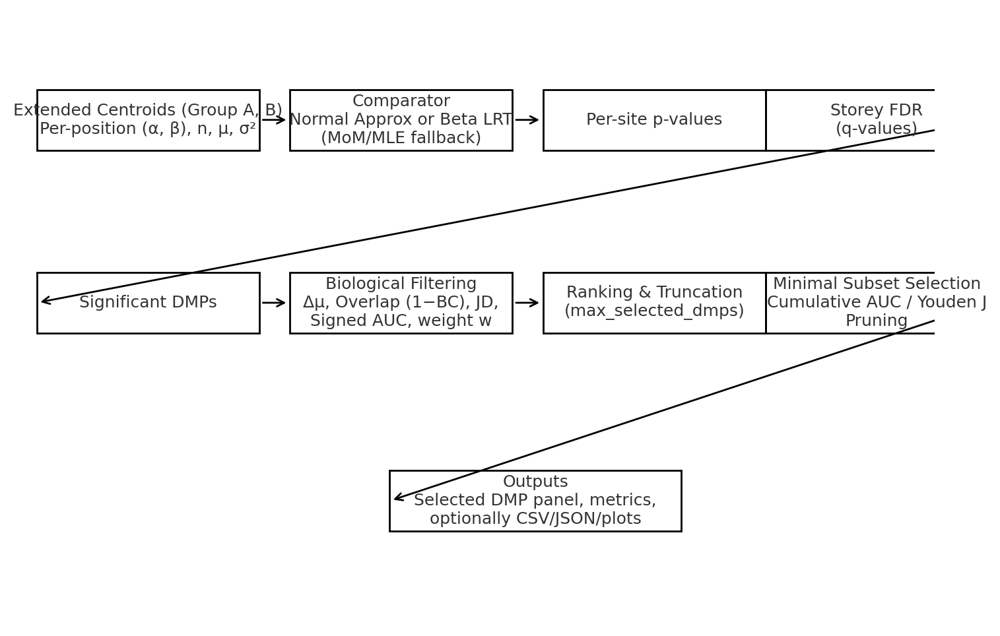 Extended Centroids (Group A, B)
Per-position (α, β), n, μ, σ²
Comparator
Normal Approx or Beta LRT
(MoM/MLE fallback)
Per-site p-values
Storey FDR
(q-values)
Significant DMPs
Biological Filtering
Δμ, Overlap (1−BC), JD,
Signed AUC, weight w
Ranking & Truncation
(max_selected_dmps)
Minimal Subset Selection
Cumulative AUC / Youden J
Pruning
Outputs
Selected DMP panel, metrics,
optionally CSV/JSON/plots